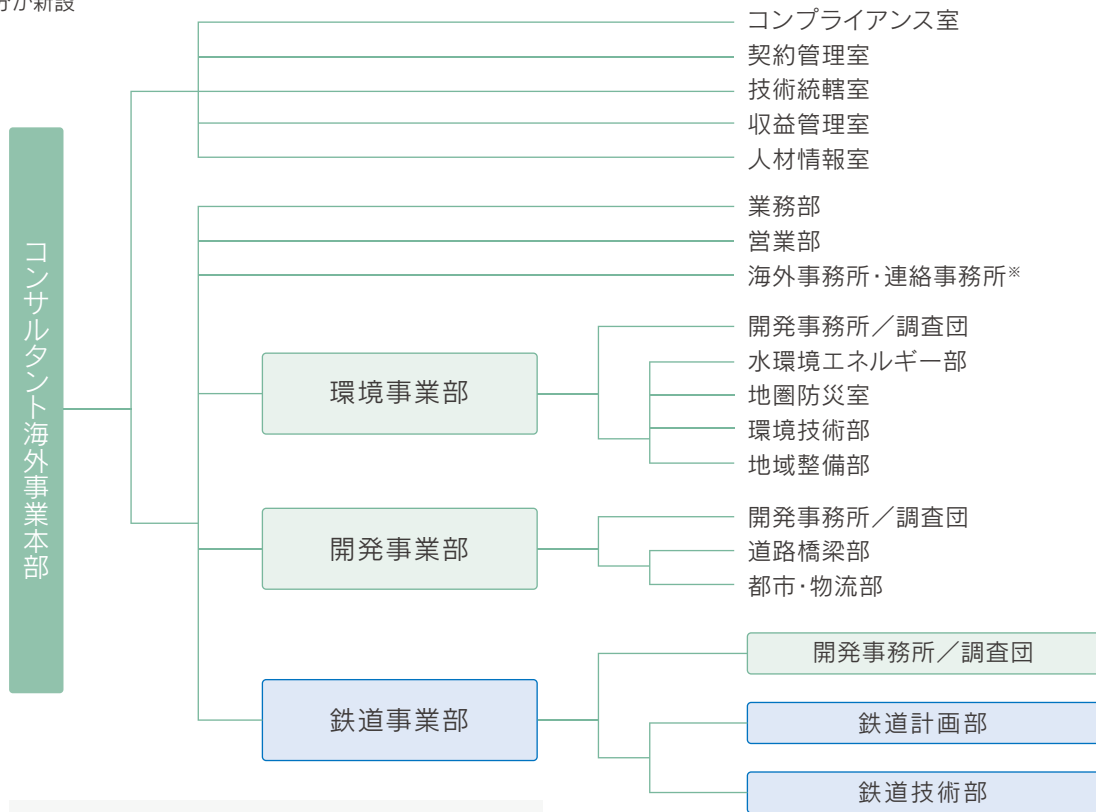 が新設
コンサルタント海外事業本部
コンプライアンス室
契約管理室
技術統轄室
収益管理室
人材情報室
業務部
営業部
海外事務所・連絡事務所※
環境事業部
開発事務所／調査団
水環境エネルギー部
地圏防災室
環境技術部
地域整備部
開発事業部
開発事務所／調査団
道路橋梁部
都市・物流部
鉄道事業部
開発事務所／調査団
鉄道計画部
鉄道技術部